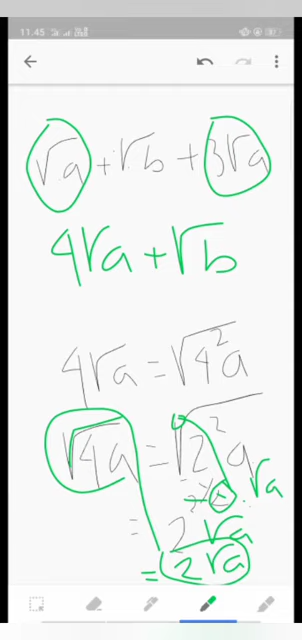 11.45
√a + √b + 3√a
4√a + √b
4√a = √4²a
√4a = √2²a
= 2 √a
= 2√a